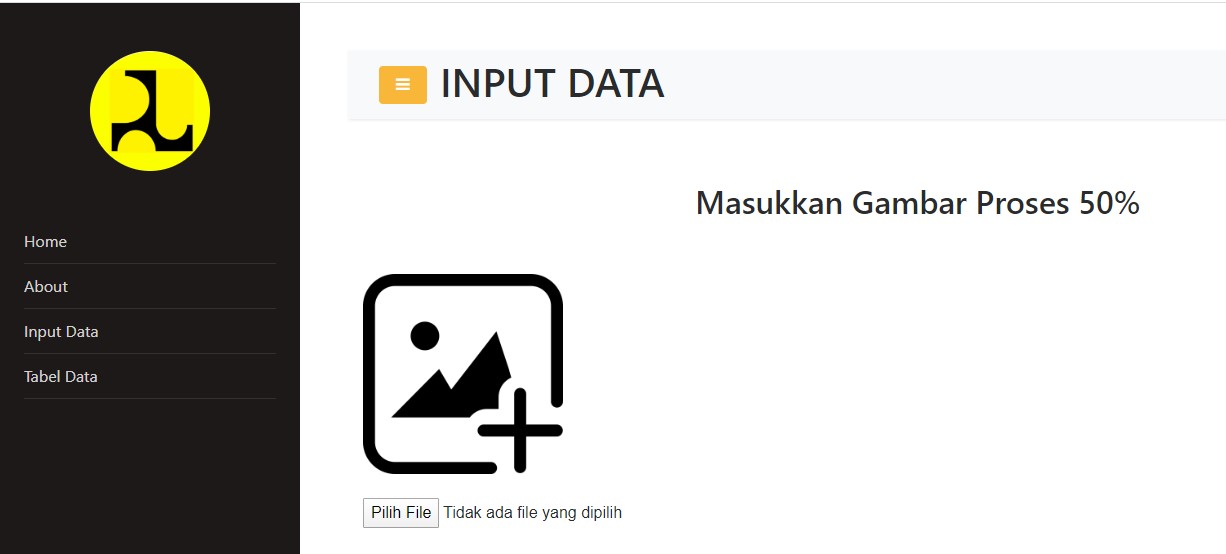 Home
About
Input Data
Tabel Data
INPUT DATA
Masukkan Gambar Proses 50%
Pilih File Tidak ada file yang dipilih